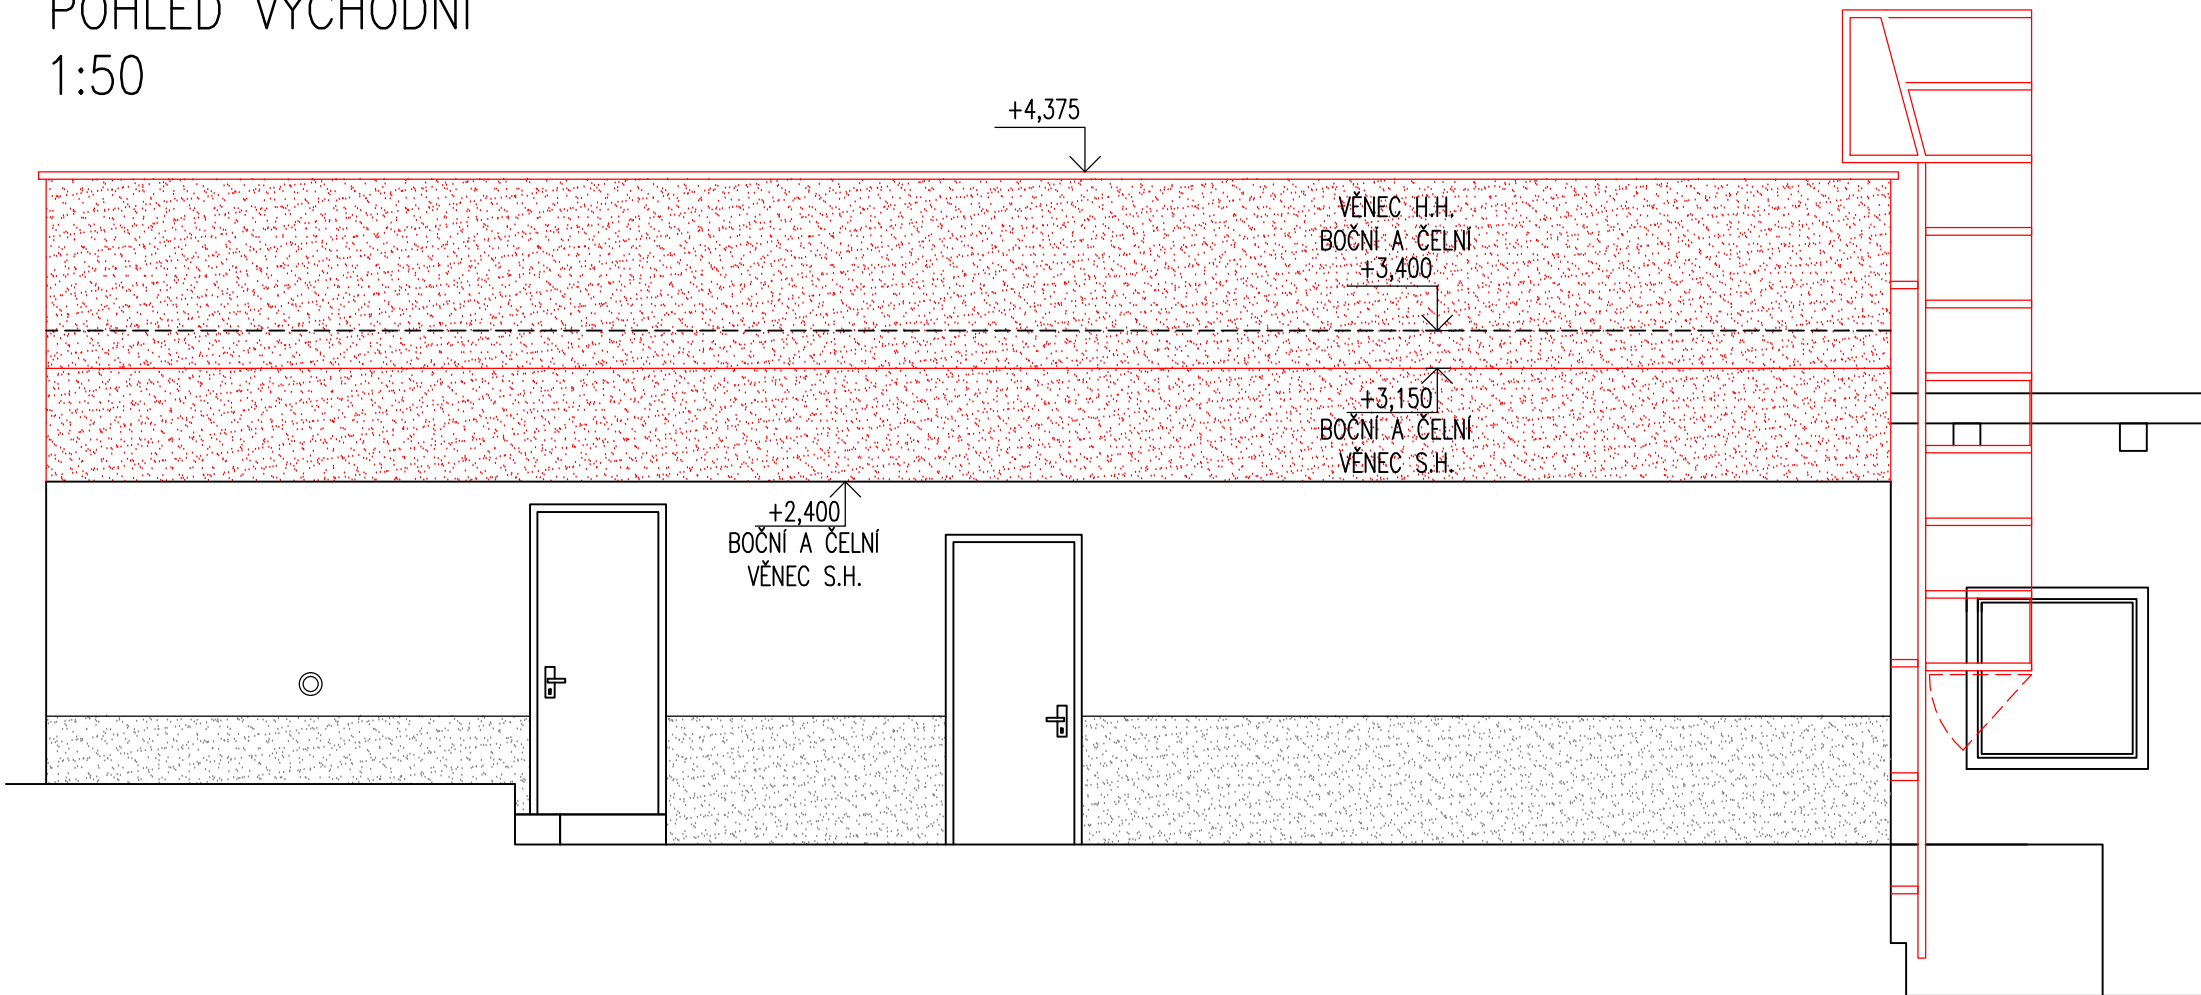 POHLED VÝCHODNÍ
1:50
+4,375
VĚNEC H.H.
BOČNÍ A ČELNÍ
+3,400
+3,150
BOČNÍ A ČELNÍ
VĚNEC S.H.
+2,400
BOČNÍ A ČELNÍ
VĚNEC S.H.